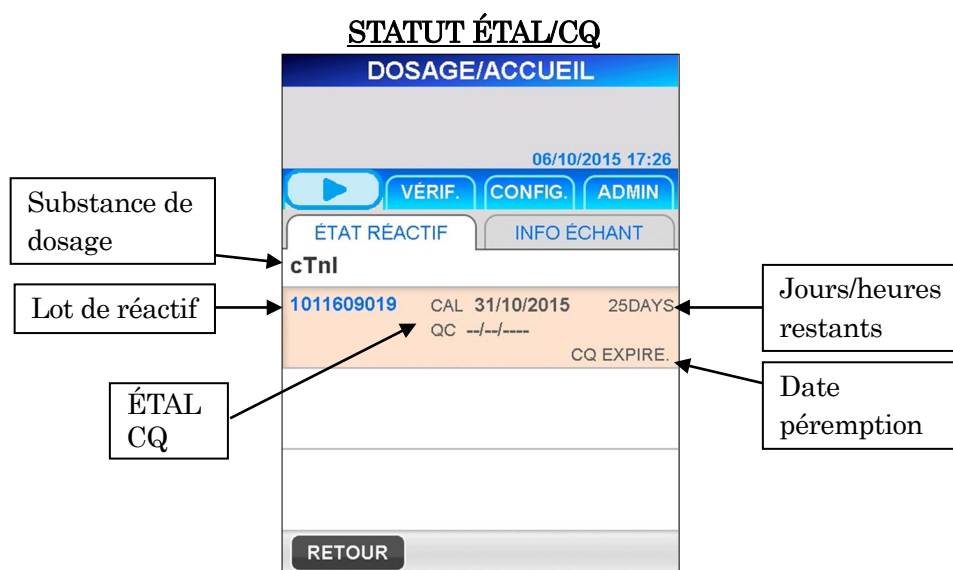 STATUT ÉTAL/CQ
DOSAGE/ACCUEIL
06/10/2015 17:26
VÉRIF. CONFIG. ADMIN
ÉTAT RÉACTIF INFO ÉCHANT
cTnI
1011609019 CAL 31/10/2015 25DAYS
QC --/--/----
CQ EXPIRÉ.
RETOUR
Substance de
dosage
Lot de réactif
ÉTAL
CQ
Jours/heures
restants
Date
péremption